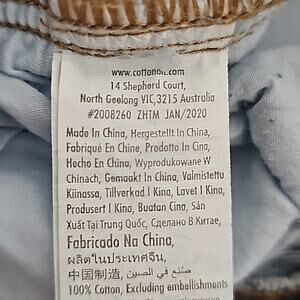 www.cottonon.com
14 Shepherd Court,
North Geelong VIC,3215 Australia
#2008260 ZHTM JAN/2020
Made In China, Hergestellt In China,
Fabriqué En Chine, Prodotto In Cina,
Hecho En China, Wyprodukowane W
Chinach, Gemaakt In China, Valmistettu
Kiinassa, Tillverkad I Kina, Lavet I Kina,
Produsert I Kina, Buatan Cina, Sản
Xuất Tại Trung Quốc, Сделано В Китае,
Fabricado Na China,
ผลิตในประเทศจีน,
中国制造, صنع في الصين
100% Cotton, Excluding embellishments